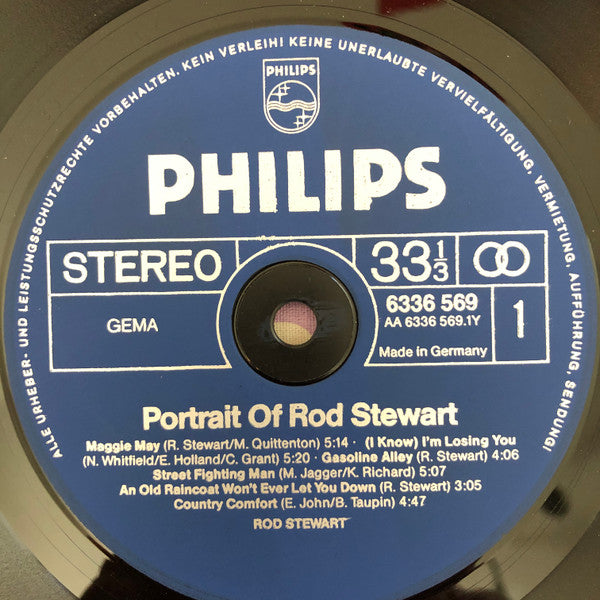 ALLE URHEBER- UND LEISTUNGSSCHUTZRECHTE VORBEHALTEN. KEIN VERLEIH! KEINE UNERLAUBTE VERVIELFÄLTIGUNG, VERMIETUNG, AUFFÜHRUNG, SENDUNG!
PHILIPS
PHILIPS
STEREO
33 1/3
GEMA
6336 569
AA 6336 569.1Y
1
Made in Germany
Portrait Of Rod Stewart
Maggie May (R. Stewart/M. Quittenton) 5:14 · (I Know) I'm Losing You
(N. Whitfield/E. Holland/C. Grant) 5:20 · Gasoline Alley (R. Stewart) 4:06
Street Fighting Man (M. Jagger/K. Richard) 5:07
An Old Raincoat Won't Ever Let You Down (R. Stewart) 3:05
Country Comfort (E. John/B. Taupin) 4:47
ROD STEWART